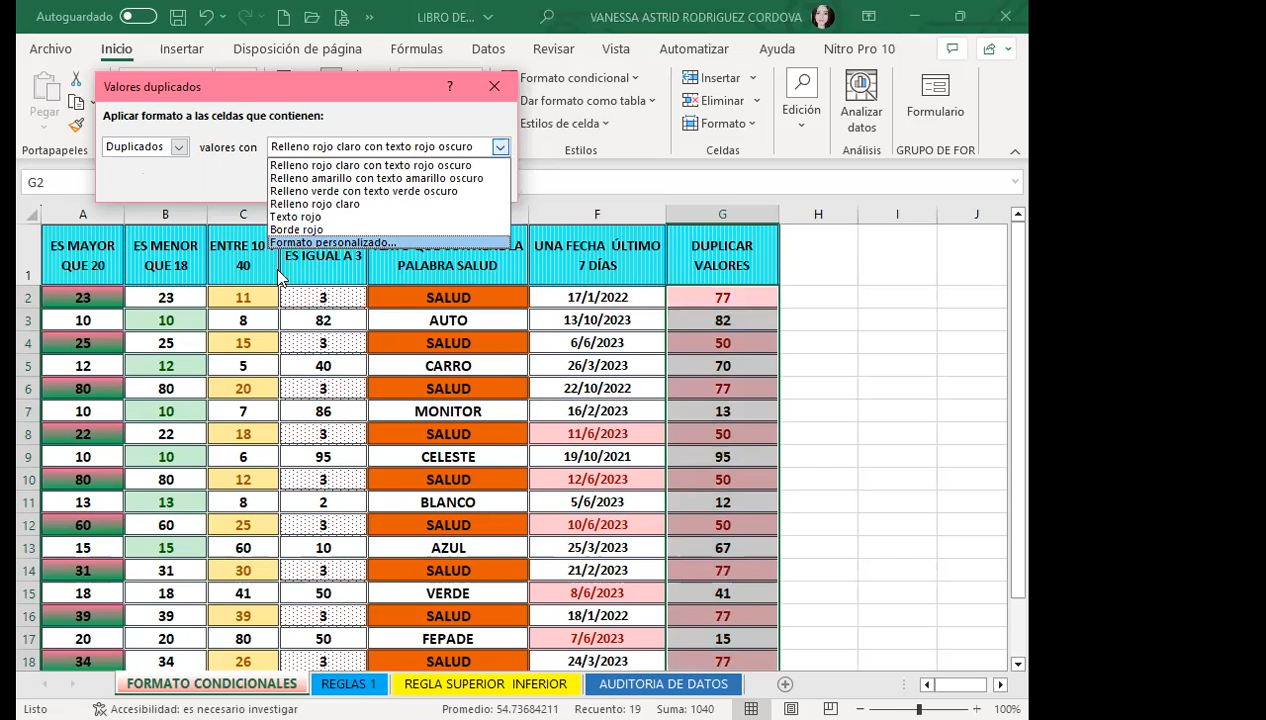 Autoguardado
LIBRO DE...
VANESSA ASTRID RODRIGUEZ CORDOVA
Archivo Inicio Insertar Disposición de página Fórmulas Datos Revisar Vista Automatizar Ayuda Nitro Pro 10
Pegar
Portapapeles
Formato condicional
Dar formato como tabla
Estilos de celda
Estilos
Insertar
Eliminar
Formato
Celdas
Edición
Analizar
datos
Análisis
Formulario
GRUPO DE FOR
Valores duplicados ?
Aplicar formato a las celdas que contienen:
Duplicados valores con Relleno rojo claro con texto rojo oscuro
Relleno rojo claro con texto rojo oscuro
Relleno amarillo con texto amarillo oscuro
Relleno verde con texto verde oscuro
Relleno rojo claro
Texto rojo
Borde rojo
Formato personalizado...
G2
A B C F G H I J
1
ES MAYOR
QUE 20
ES MENOR
QUE 18
ENTRE 10
40
ES IGUAL A 3
PALABRA SALUD
UNA FECHA ÚLTIMO
7 DÍAS
DUPLICAR
VALORES
2 23 23 11 3 SALUD 17/1/2022 77
3 10 10 8 82 AUTO 13/10/2023 82
4 25 25 15 3 SALUD 6/6/2023 50
5 12 12 5 40 CARRO 26/3/2023 70
6 80 80 20 3 SALUD 22/10/2022 77
7 10 10 7 86 MONITOR 16/2/2023 13
8 22 22 18 3 SALUD 11/6/2023 50
9 10 10 6 95 CELESTE 19/10/2021 95
10 80 80 12 3 SALUD 12/6/2023 50
11 13 13 8 2 BLANCO 5/6/2023 12
12 60 60 25 3 SALUD 10/6/2023 50
13 15 15 60 10 AZUL 25/3/2023 67
14 31 31 30 3 SALUD 21/2/2023 77
15 18 18 41 50 VERDE 8/6/2023 41
16 39 39 39 3 SALUD 18/1/2022 77
17 20 20 80 50 FEPADE 7/6/2023 15
18 34 34 26 3 SALUD 24/3/2023 77
FORMATO CONDICIONALES REGLAS 1 REGLA SUPERIOR INFERIOR AUDITORIA DE DATOS
Listo Accesibilidad: es necesario investigar Promedio: 54.73684211 Recuento: 19 Suma: 1040 100%